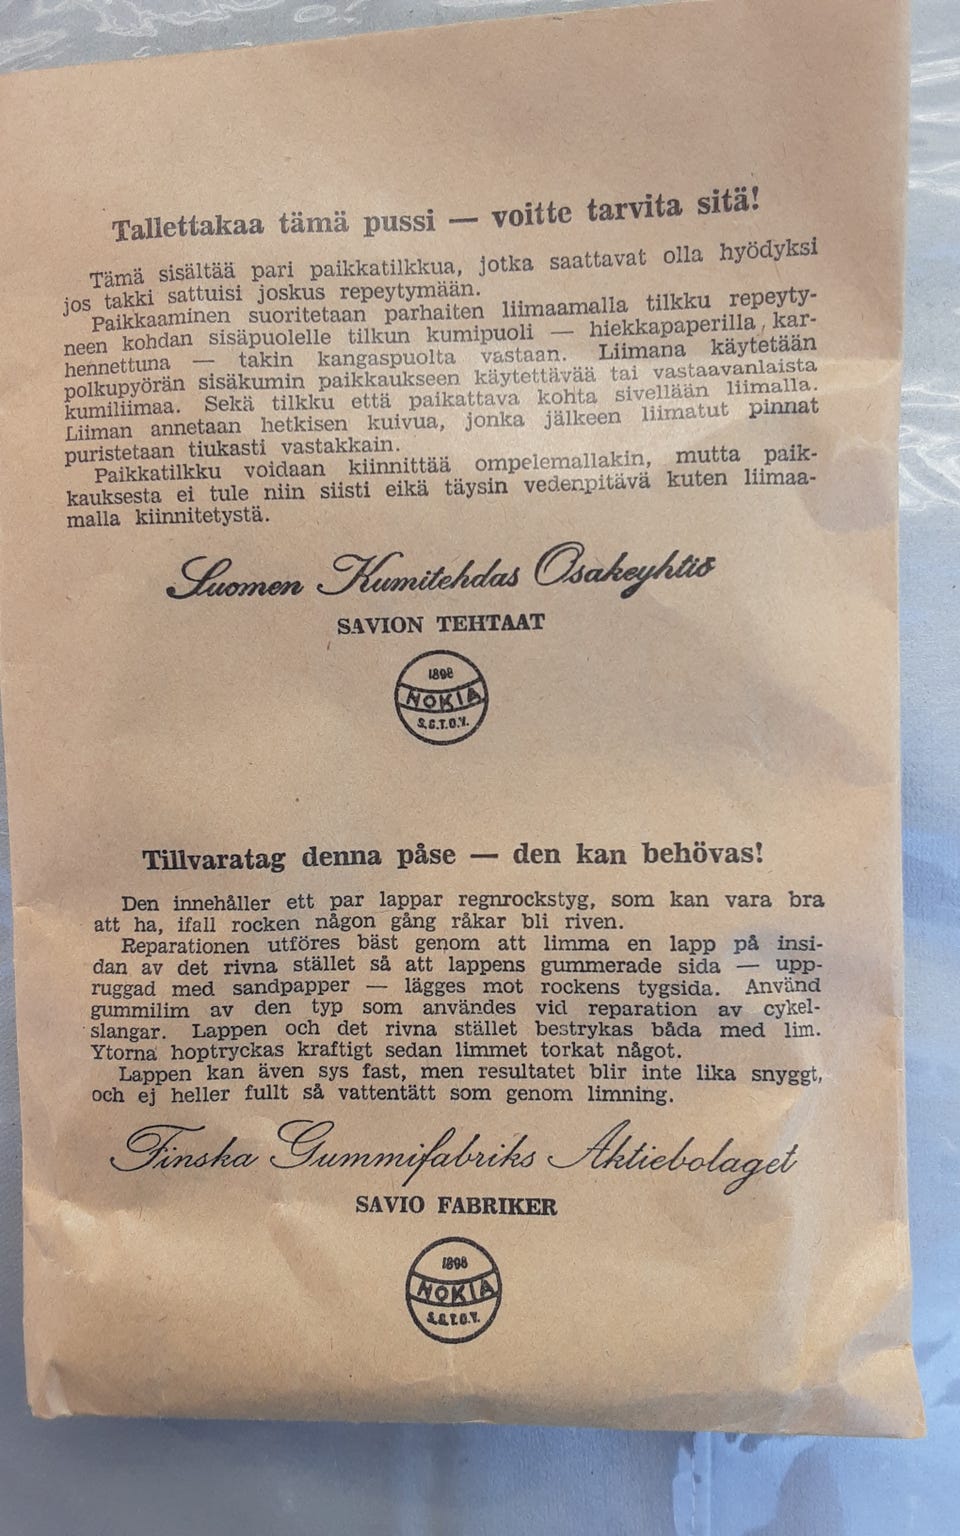 Tallettakaa tämä pussi — voitte tarvita sitä!
Tämä sisältää pari paikkatilkkua, jotka saattavat olla hyödyksi
jos takki sattuisi joskus repeytymään.
Paikkaaminen suoritetaan parhaiten liimaamalla tilkku repeyty-
neen kohdan sisäpuolelle tilkun kumipuoli — hiekkapaperilla, kar-
hennettuna — takin kangaspuolta vastaan. Liimana käytetään
polkupyörän sisäkumin paikkaukseen käytettävää tai vastaavanlaista
kumiliimaa. Sekä tilkku että paikattava kohta sivellään liimalla.
Liiman annetaan hetkisen kuivua, jonka jälkeen liimatut pinnat
puristetaan tiukasti vastakkain.
Paikkatilkku voidaan kiinnittää ompelemallakin, mutta paik-
kauksesta ei tule niin siisti eikä täysin vedenpitävä kuten liimaa-
malla kiinnitetystä.
Suomen Kumitehdas Osakeyhtiö
SAVION TEHTAAT
1898
NOKIA
S.G.T.O.Y.
Tillvaratag denna påse — den kan behövas!
Den innehåller ett par lappar regnrockstyg, som kan vara bra
att ha, ifall rocken någon gång råkar bli riven.
Reparationen utföres bäst genom att limma en lapp på insi-
dan av det rivna stället så att lappens gummerade sida — upp-
ruggad med sandpapper — lägges mot rockens tygsida. Använd
gummilim av den typ som användes vid reparation av cykel-
slangar. Lappen och det rivna stället bestrykas båda med lim.
Ytorna hoptryckas kraftigt sedan limmet torkat något.
Lappen kan även sys fast, men resultatet blir inte lika snyggt,
och ej heller fullt så vattentätt som genom limning.
Finska Gummifabriks Aktiebolaget
SAVIO FABRIKER
1898
NOKIA
S.G.T.O.Y.